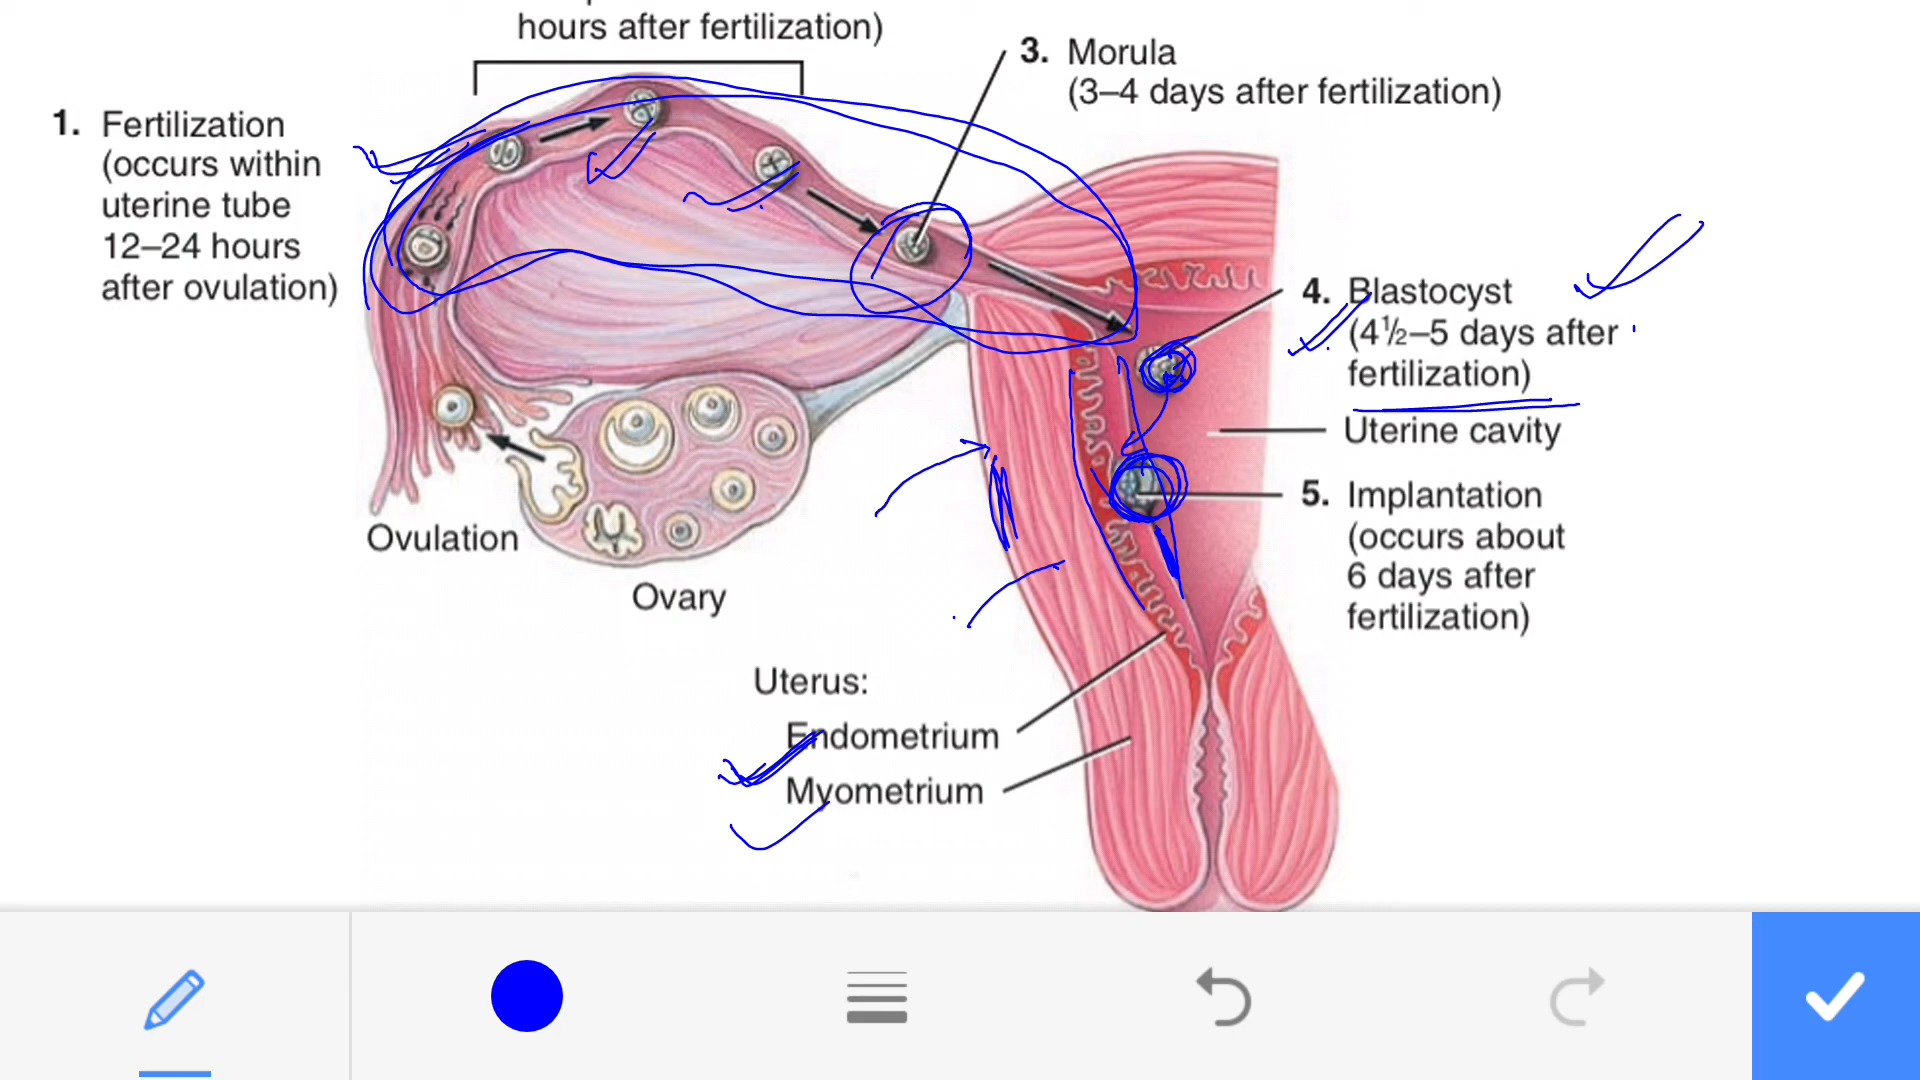 hours after fertilization)
3. Morula
(3–4 days after fertilization)
1. Fertilization
(occurs within
uterine tube
12–24 hours
after ovulation)
4. Blastocyst
(4½–5 days after
fertilization)
Uterine cavity
5. Implantation
(occurs about
6 days after
fertilization)
Ovulation
Ovary
Uterus:
Endometrium
Myometrium